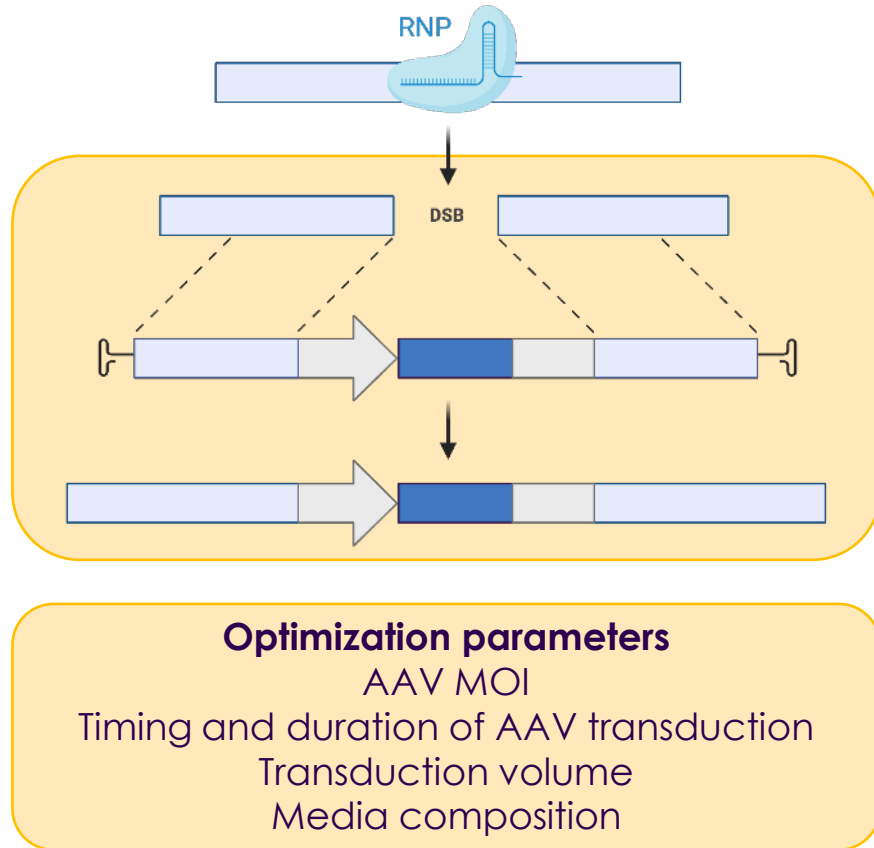 RNP
DSB
Optimization parameters
AAV MOI
Timing and duration of AAV transduction
Transduction volume
Media composition